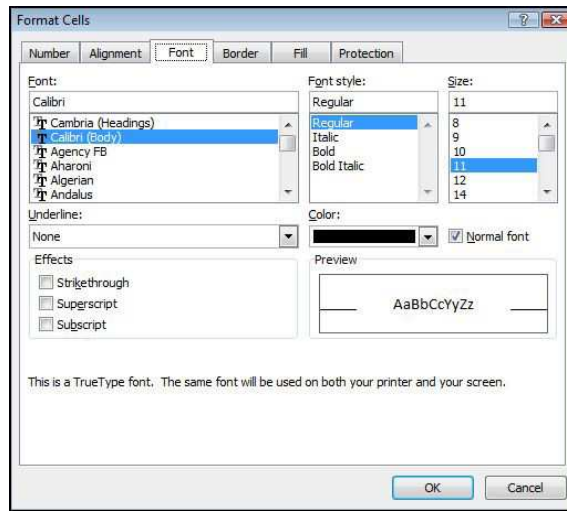 Format Cells
Number Alignment Font Border Fill Protection
Font: Font style: Size:
Calibri Regular 11
Cambria (Headings) Regular 8
Calibri (Body) Italic 9
Agency FB Bold 10
Aharoni Bold Italic 11
Algerian 12
Andalus 14
Underline: Color:
None Normal font
Effects Preview
Strikethrough
Superscript AaBbCcYyZz
Subscript
This is a TrueType font.  The same font will be used on both your printer and your screen.
OK Cancel